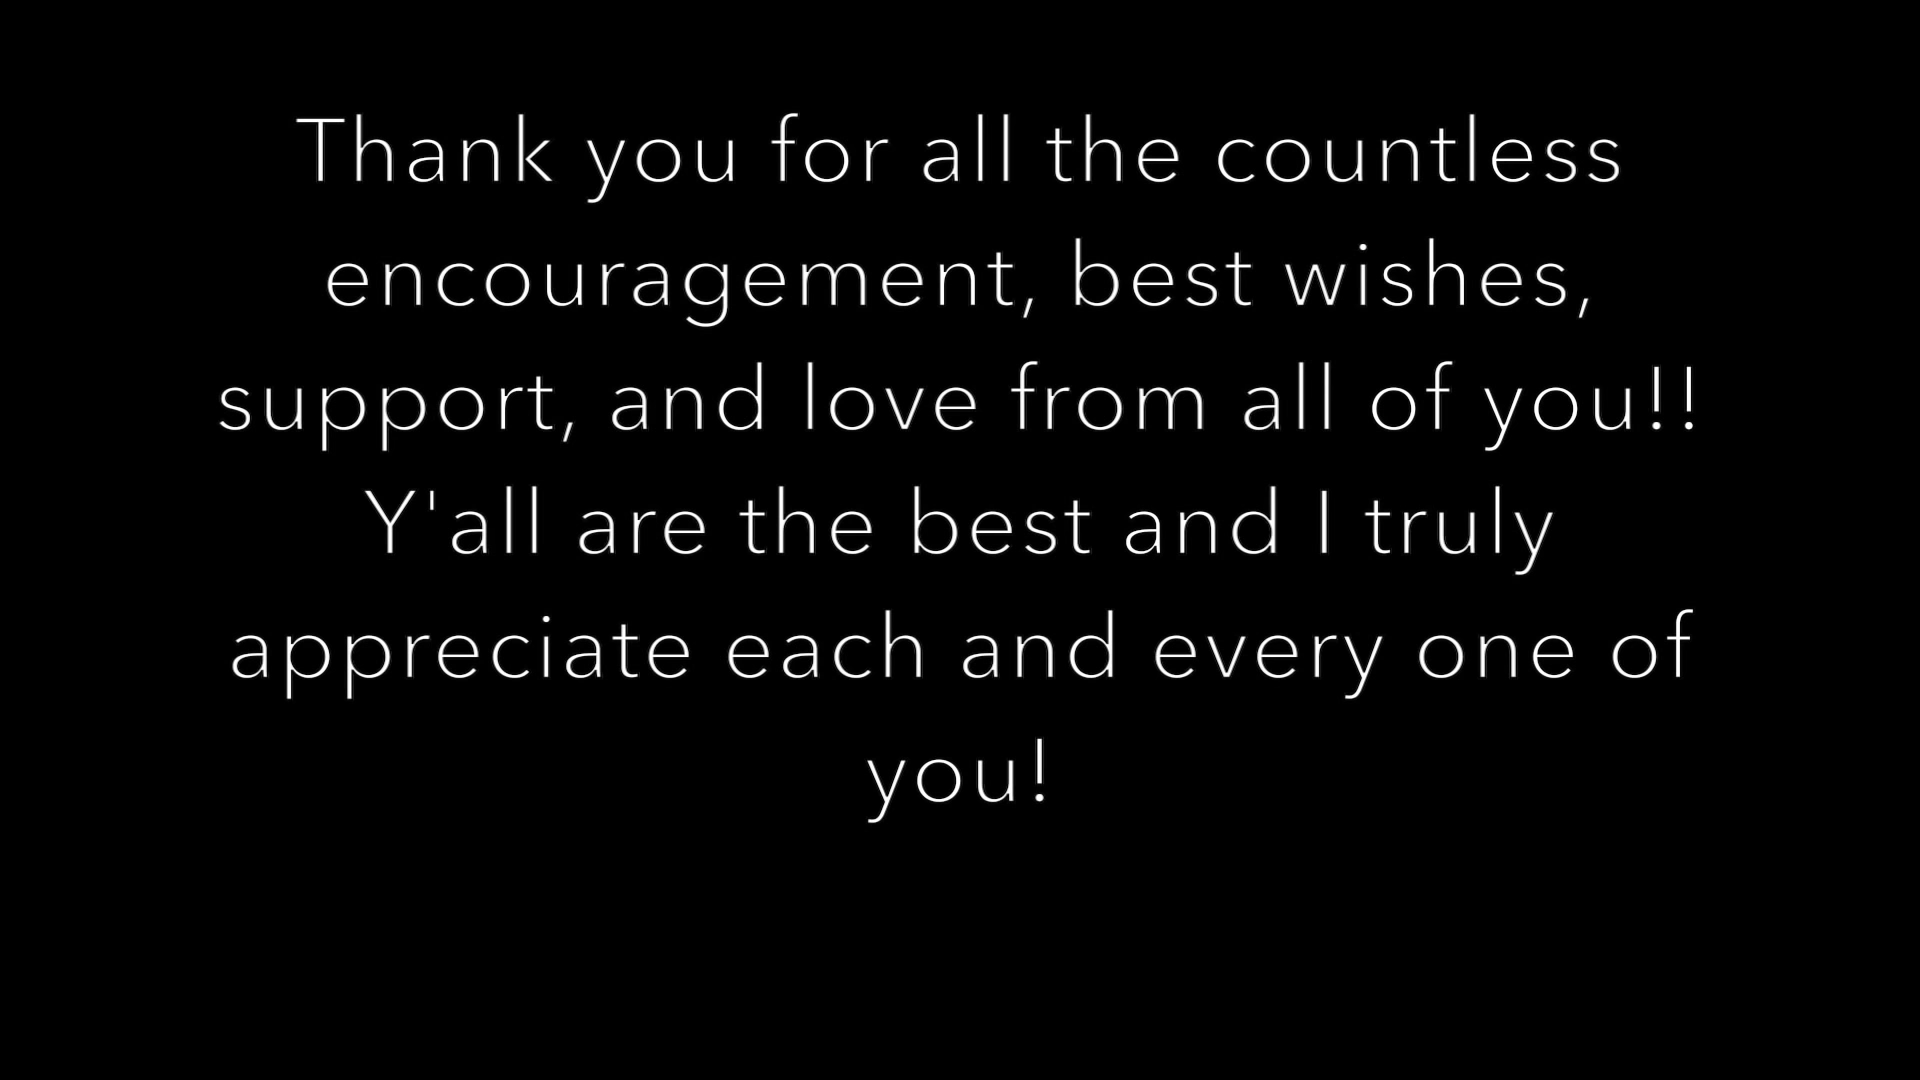 Thank you for all the countless
encouragement, best wishes,
support, and love from all of you!!
Y'all are the best and I truly
appreciate each and every one of
you!